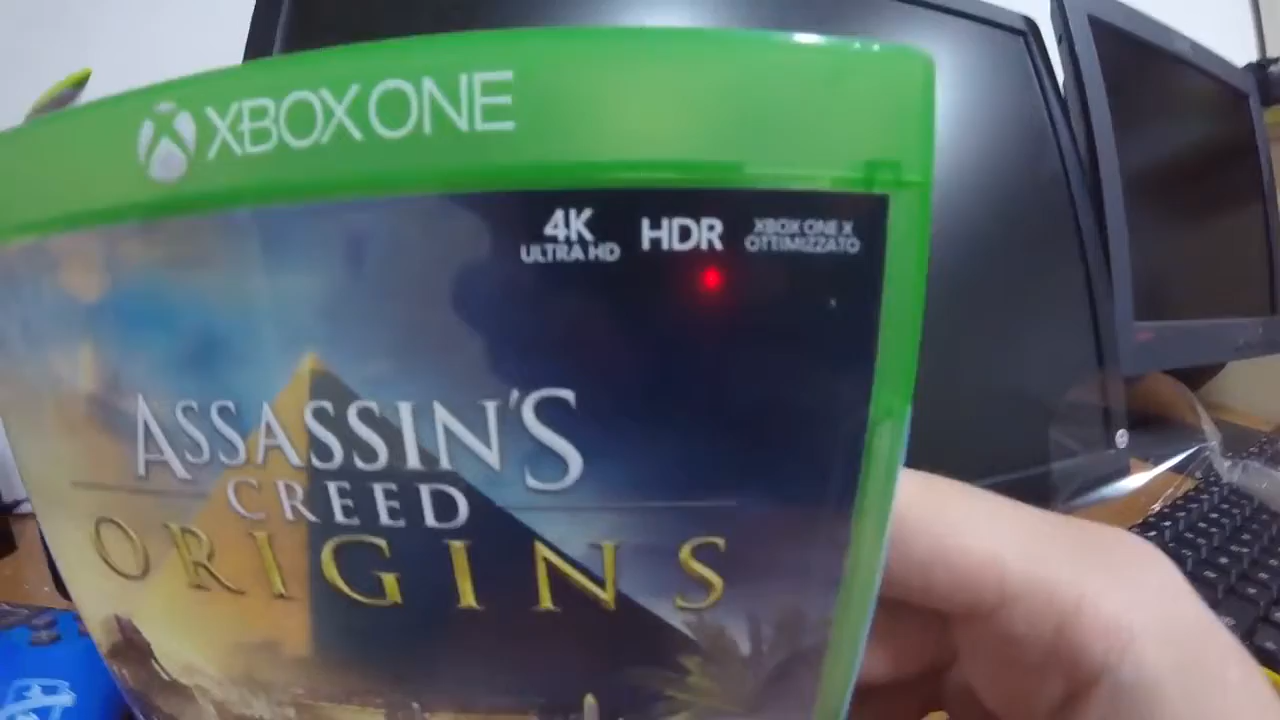 XBOX ONE
4K
ULTRA HD
HDR
XBOX ONE X
OTTIMIZZATO
ASSASSIN'S
CREED
ORIGINS